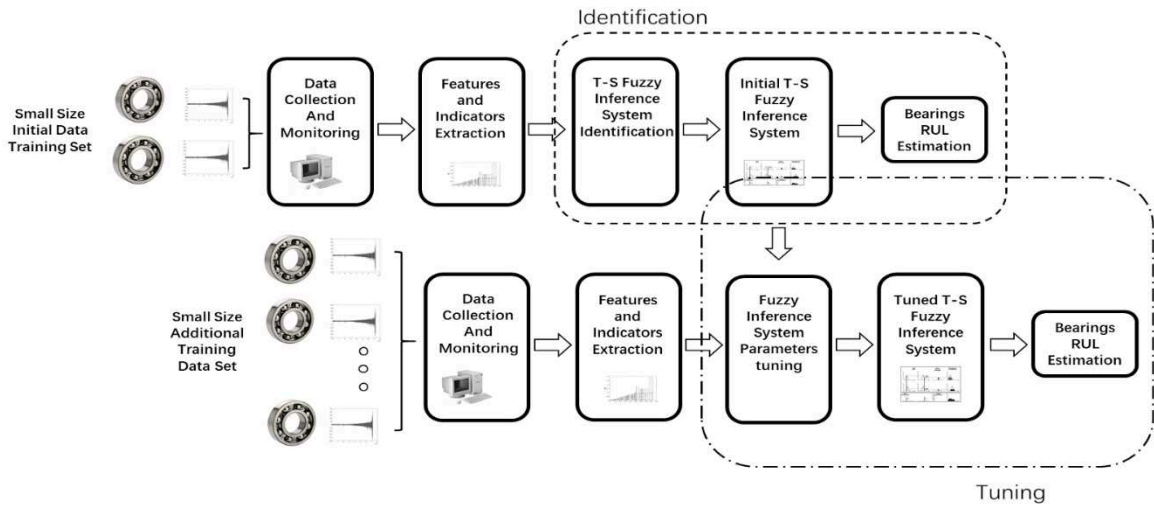 Identification
Small Size
Initial Data
Training Set
Data
Collection
And
Monitoring
Features
and
Indicators
Extraction
T-S Fuzzy
Inference
System
Identification
Initial T-S
Fuzzy
Inference
System
Bearings
RUL
Estimation
Small Size
Additional
Training
Data Set
Data
Collection
And
Monitoring
Features
and
Indicators
Extraction
Fuzzy
Inference
System
Parameters
tuning
Tuned T-S
Fuzzy
Inference
System
Bearings
RUL
Estimation
Tuning